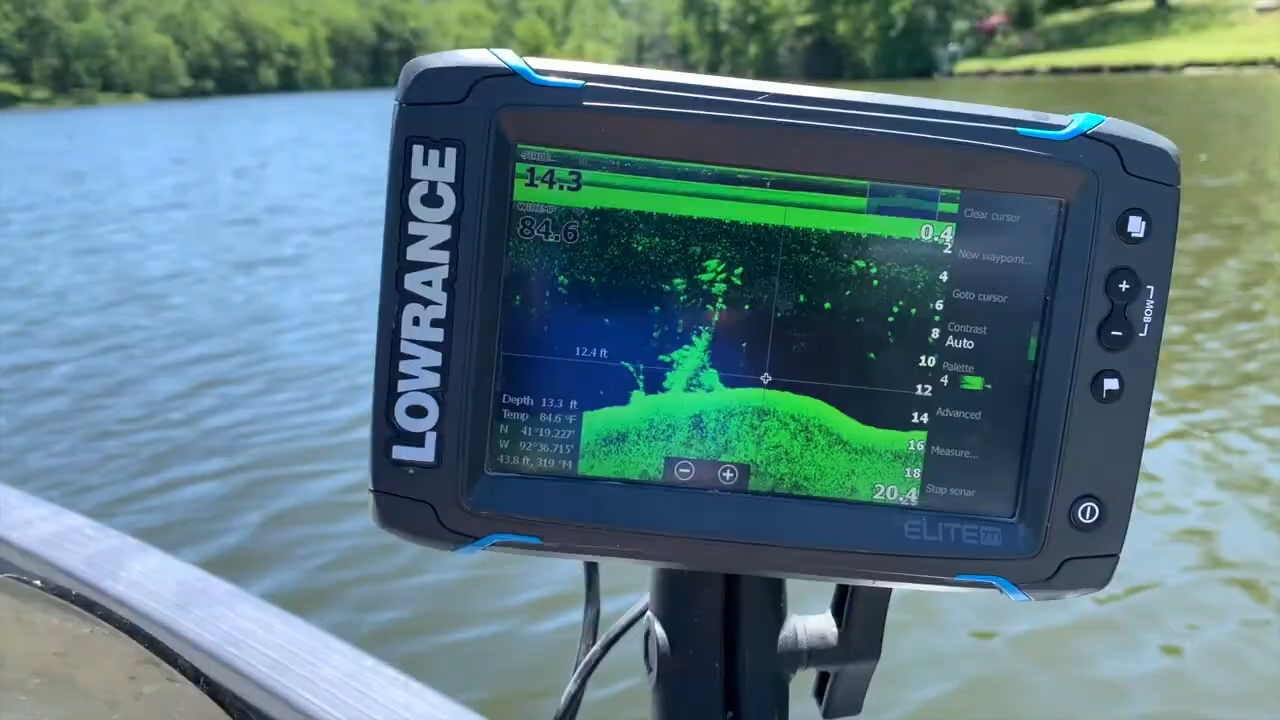 LOWRANCE
14.3
84.6
0.4
2
4
6
8
10
12
14
16
18
20.4
12.4 ft
Depth 13.3 ft
Temp 84.6 °F
N 41°19.227'
W 92°36.715'
43.8 ft, 319 °M
Clear cursor
New waypoint...
Goto cursor
Contrast
Auto
Palette
4
Advanced
Measure...
Stop sonar
MOB
ELITE 7Ti